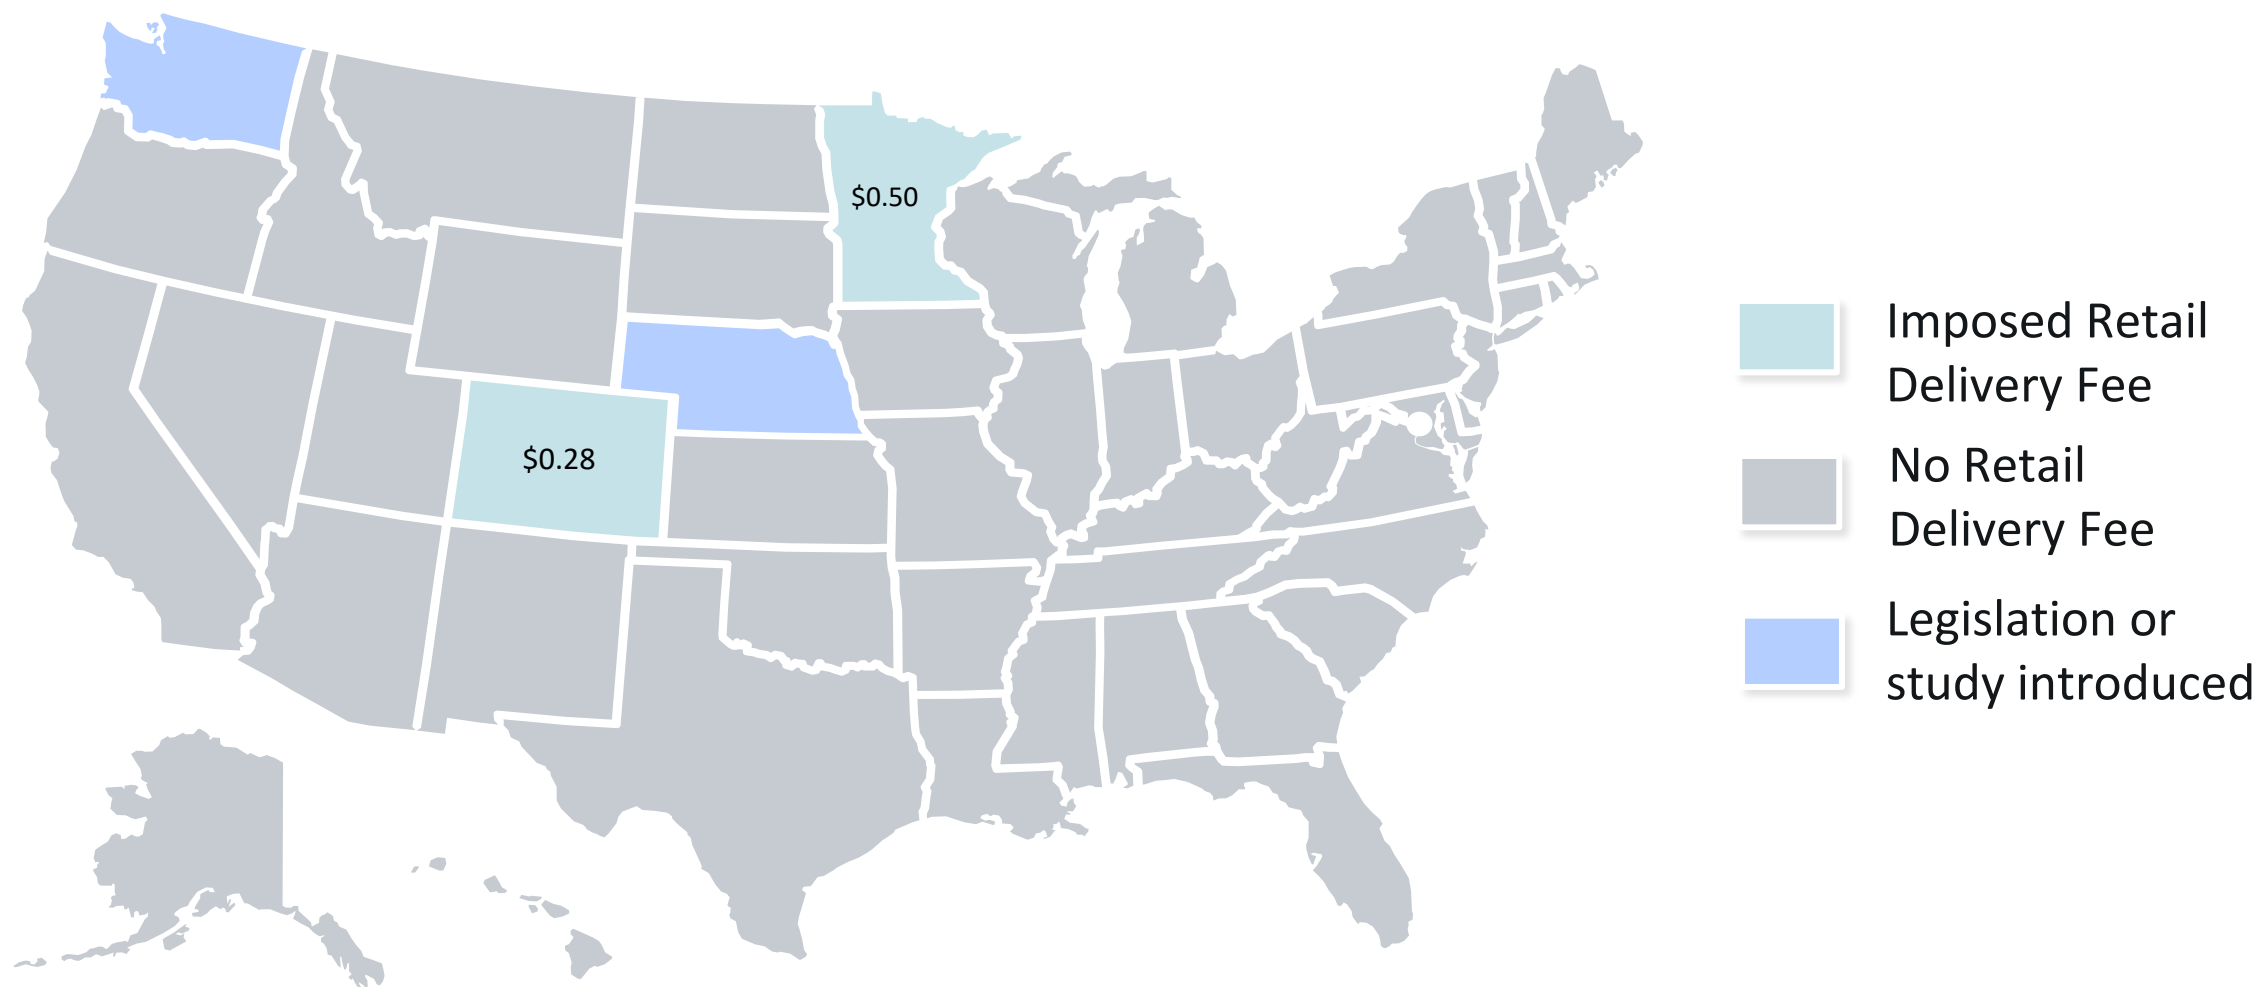 $0.50
$0.28
Imposed Retail
Delivery Fee
No Retail
Delivery Fee
Legislation or
study introduced